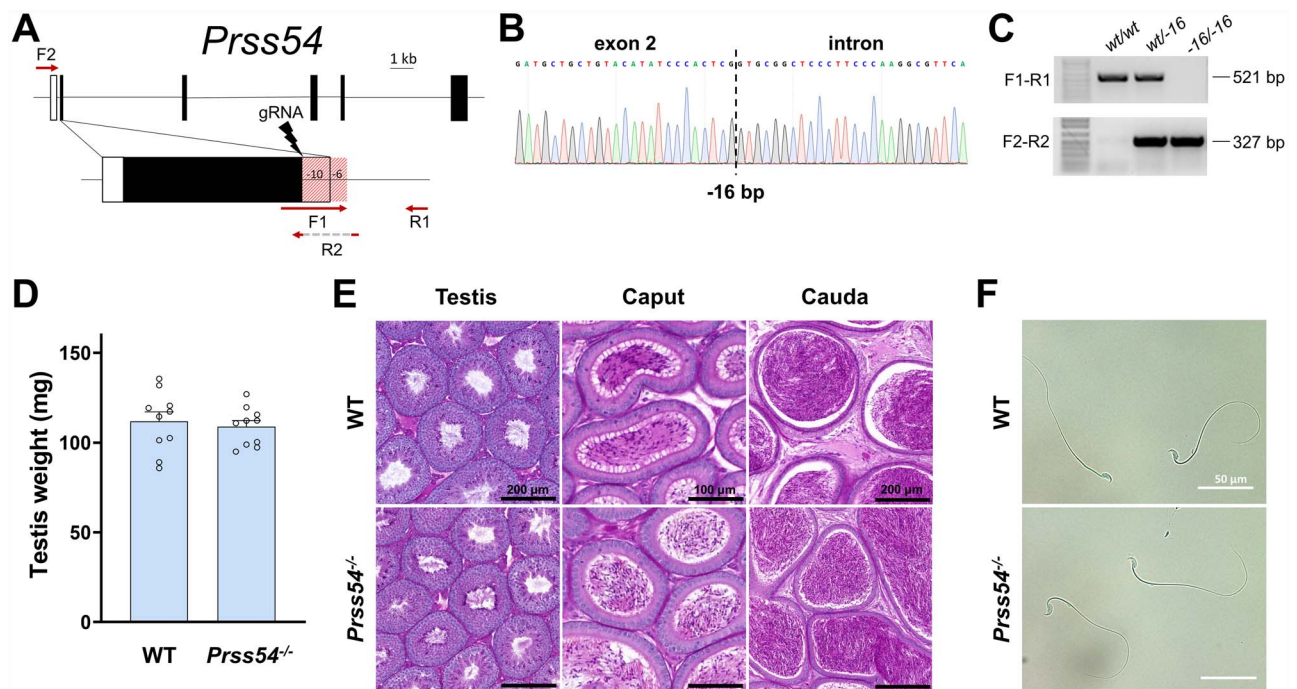 A
Prss54
F2
1 kb
gRNA
-10 -6
F1
R1
R2
B
exon 2 intron
GATGCTGCTGTACATATCCCACTCGGTGCGGCTCCCTTCCCAAGGCGTTCA
-16 bp
C
wt/wt wt/-16 -16/-16
F1-R1 521 bp
F2-R2 327 bp
D
Testis weight (mg)
150
100
50
0
WT Prss54-/-
E
Testis Caput Cauda
WT
200 µm 100 µm 200 µm
Prss54-/-
F
WT
50 µm
Prss54-/-